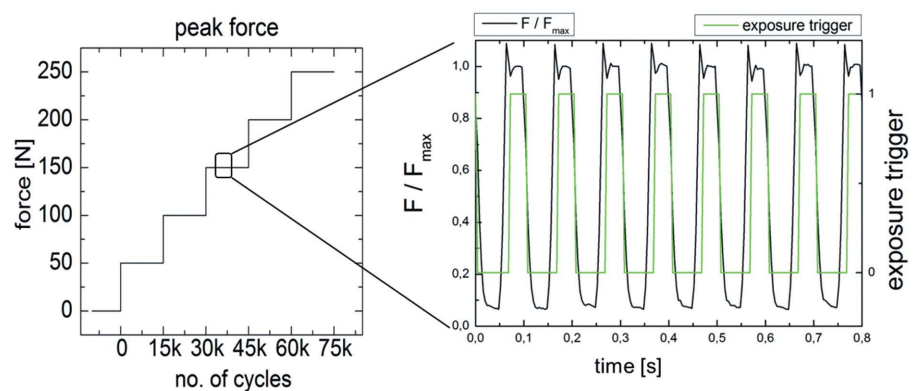 peak force
force [N]
250
200
150
100
50
0
0 15k 30k 45k 60k 75k
no. of cycles
F / Fmax
exposure trigger
F / Fmax
1,0
0,8
0,6
0,4
0,2
0,0
0,0 0,1 0,2 0,3 0,4 0,5 0,6 0,7 0,8
time [s]
1
0
exposure trigger